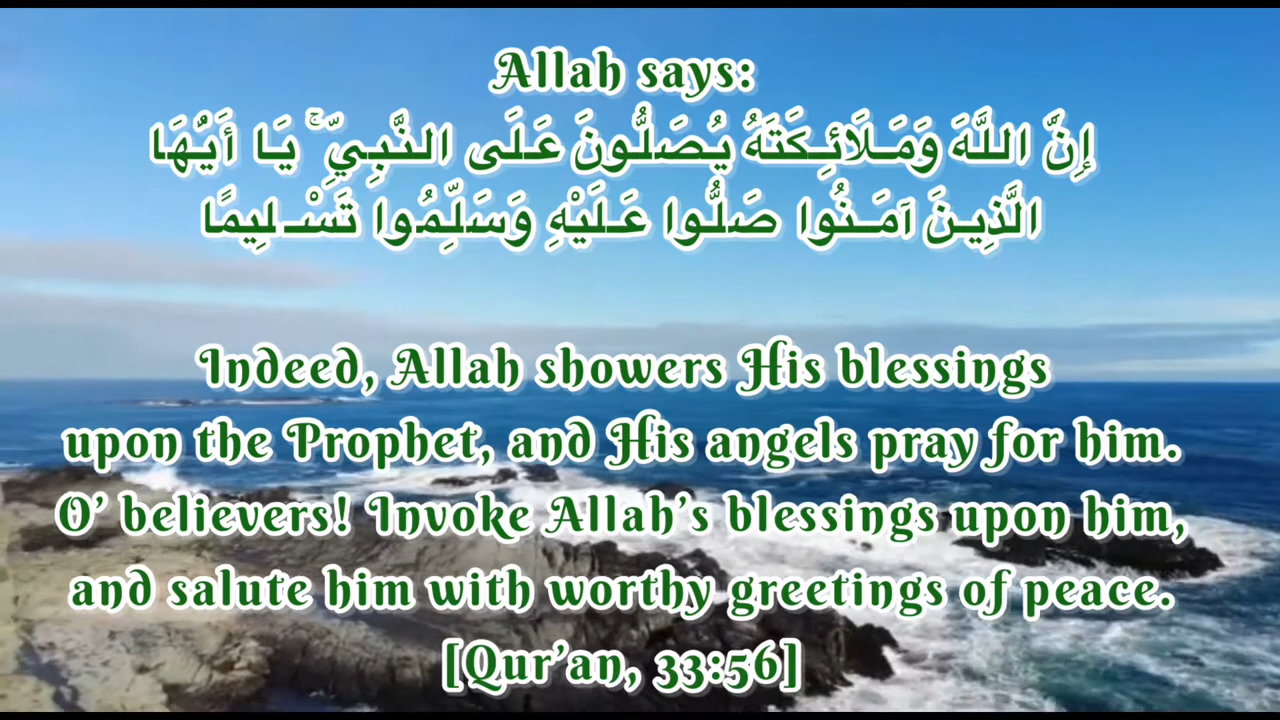 Allah says:
إِنَّ اللَّهَ وَمَلَائِكَتَهُ يُصَلُّونَ عَلَى النَّبِيِّ ۚ يَا أَيُّهَا
الَّذِينَ آمَنُوا صَلُّوا عَلَيْهِ وَسَلِّمُوا تَسْلِيمًا
Indeed, Allah showers His blessings
upon the Prophet, and His angels pray for him.
O’ believers! Invoke Allah’s blessings upon him,
and salute him with worthy greetings of peace.
[Qur’an, 33:56]